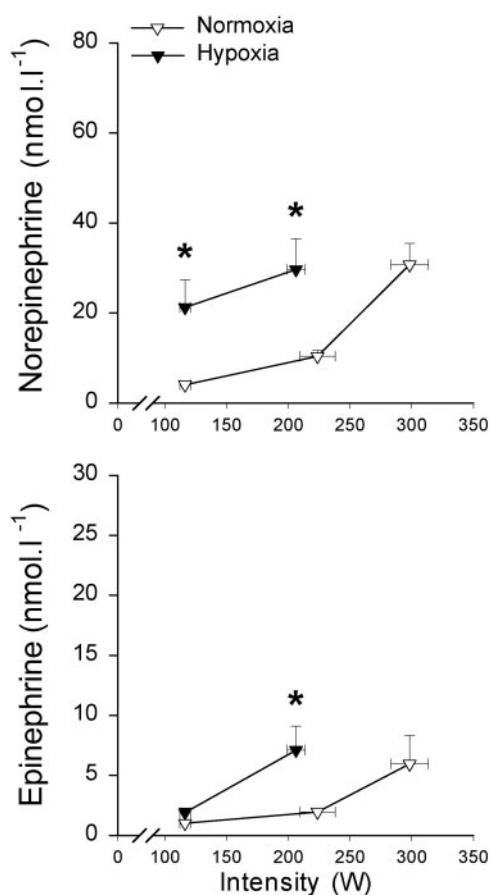 Normoxia
Hypoxia
Norepinephrine (nmol.l⁻¹)
80
60
40
20
0
* *
0 100 150 200 250 300 350
Epinephrine (nmol.l⁻¹)
30
25
20
15
10
5
0
*
0 100 150 200 250 300 350
Intensity (W)